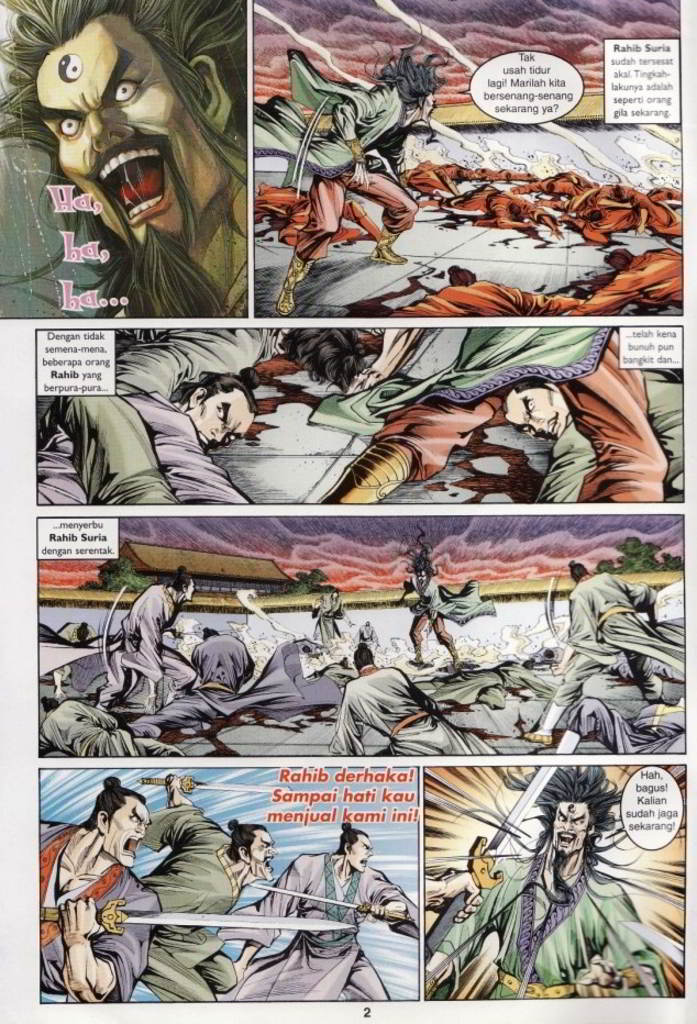 Ha,
ha,
ha...
Tak
usah tidur
lagi! Marilah kita
bersenang-senang
sekarang ya?
Rahib Suria
sudah tersesat
akal. Tingkah-
lakunya adalah
seperti orang
gila sekarang.
Dengan tidak
semena-mena,
beberapa orang
Rahib yang
berpura-pura...
...telah kena
bunuh pun
bangkit dan...
...menyerbu
Rahib Suria
dengan serentak.
Rahib derhaka!
Sampai hati kau
menjual kami ini!
Hah,
bagus!
Kalian
sudah jaga
sekarang!
2